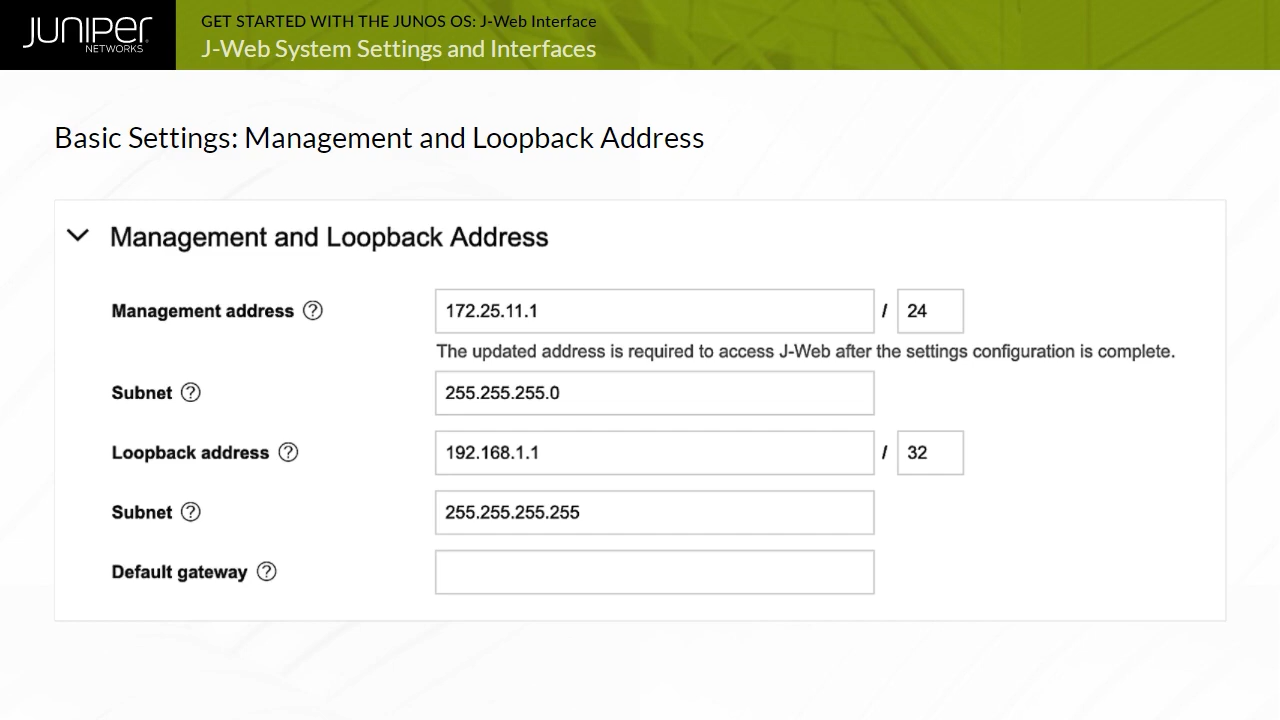 JUNIPER
NETWORKS
GET STARTED WITH THE JUNOS OS: J-Web Interface
J-Web System Settings and Interfaces
Basic Settings: Management and Loopback Address
Management and Loopback Address
Management address ? 172.25.11.1 / 24
The updated address is required to access J-Web after the settings configuration is complete.
Subnet ? 255.255.255.0
Loopback address ? 192.168.1.1 / 32
Subnet ? 255.255.255.255
Default gateway ?